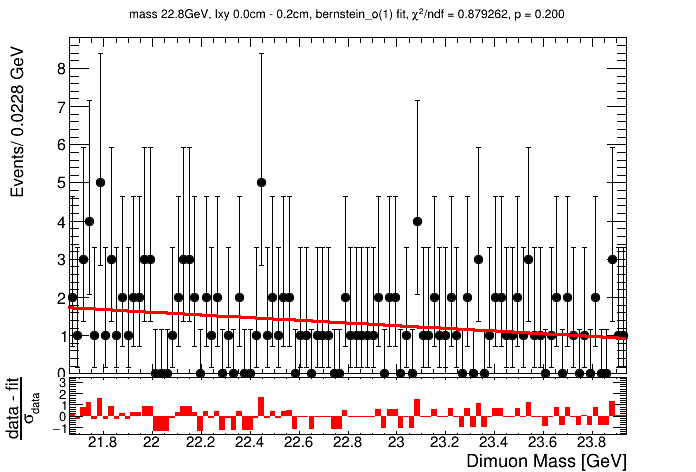 mass 22.8GeV, lxy 0.0cm - 0.2cm, bernstein_o(1) fit, χ²/ndf = 0.879262, p = 0.200
Events/ 0.0228 GeV
8
7
6
5
4
3
2
1
0
data - fit
σdata
3
2
1
0
−1
21.8 22 22.2 22.4 22.6 22.8 23 23.2 23.4 23.6 23.8
Dimuon Mass [GeV]